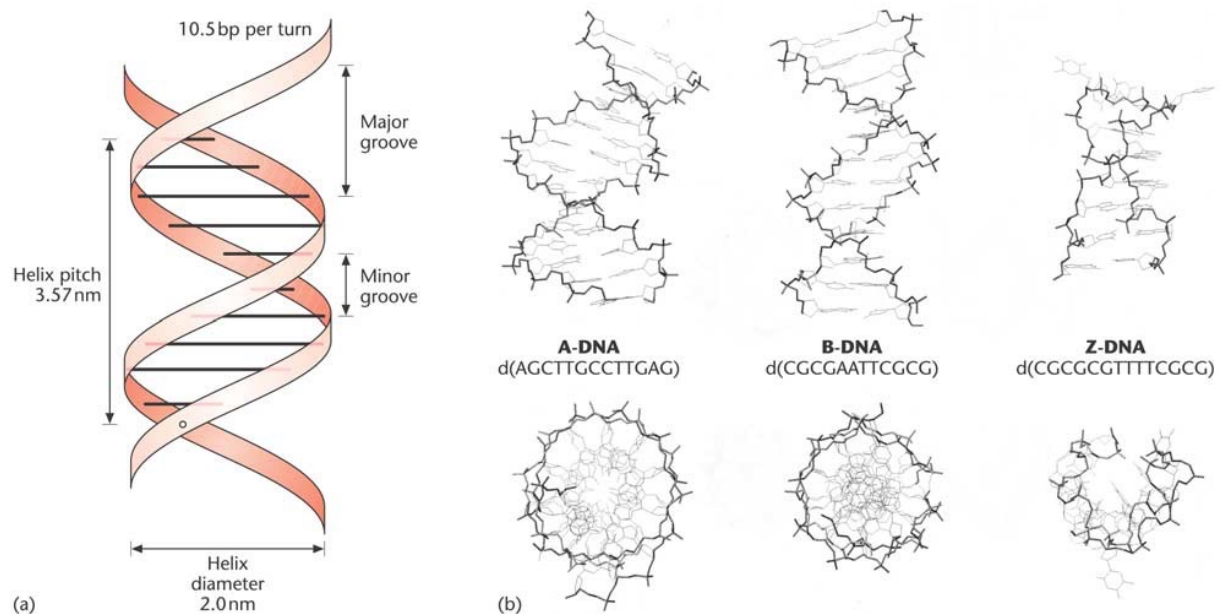 10.5 bp per turn
Major
groove
Helix pitch
3.57 nm
Minor
groove
Helix
diameter
2.0 nm
(a)
A-DNA
d(AGCTTGCCTTGAG)
B-DNA
d(CGCGAATTCGCG)
Z-DNA
d(CGCGCGTTTTCGCG)
(b)